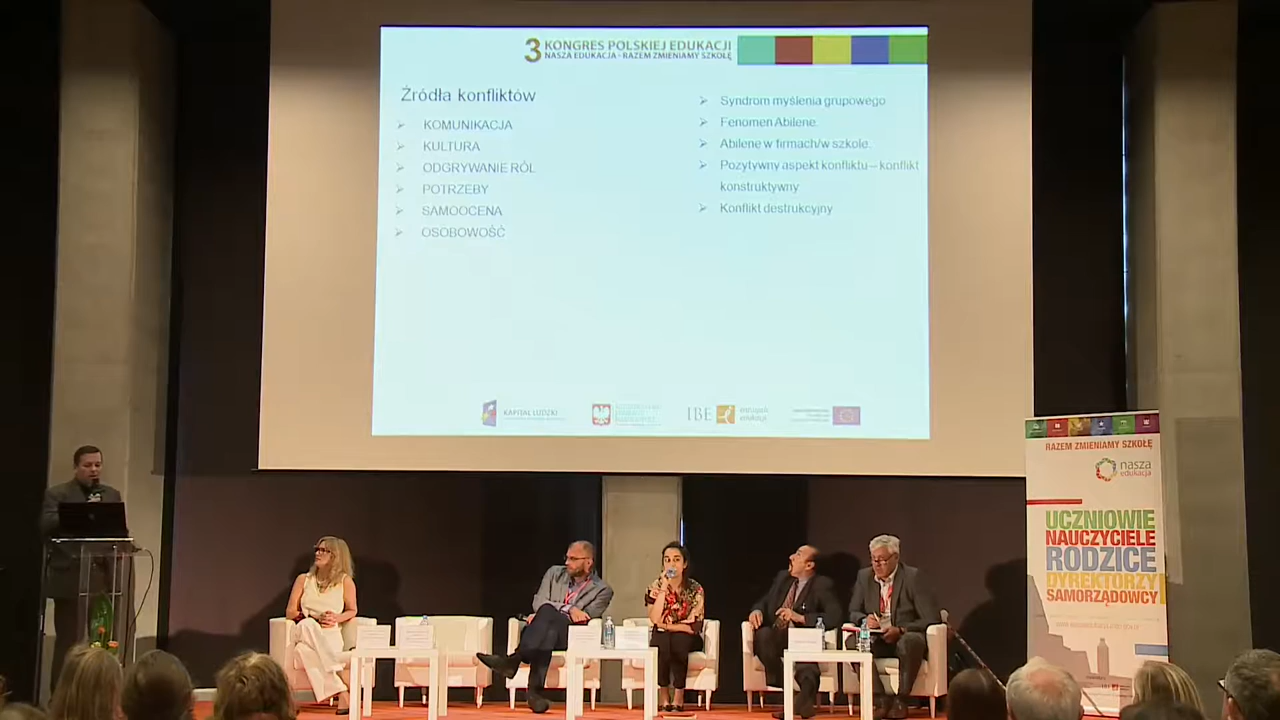 3 KONGRES POLSKIEJ EDUKACJI
NASZA EDUKACJA - RAZEM ZMIENIAMY SZKOŁĘ
Źródła konfliktów
KOMUNIKACJA
KULTURA
ODGRYWANIE RÓL
POTRZEBY
SAMOOCENA
OSOBOWOŚĆ
Syndrom myślenia grupowego
Fenomen Abilene.
Abilene w firmach/w szkole.
Pozytywny aspekt konfliktu – konflikt
konstruktywny
Konflikt destrukcyjny
KAPITAŁ LUDZKI
IBE
instytut
edukacji
RAZEM ZMIENIAMY SZKOŁĘ
nasza
edukacja
UCZNIOWIE
NAUCZYCIELE
RODZICE
DYREKTORZY
SAMORZĄDOWCY